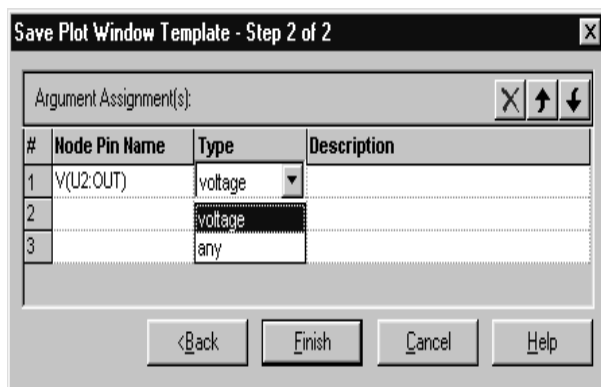 Save Plot Window Template - Step 2 of 2
Argument Assignment(s):
# Node Pin Name Type Description
1 V(U2:OUT) voltage
2 voltage
3 any
<Back Finish Cancel Help